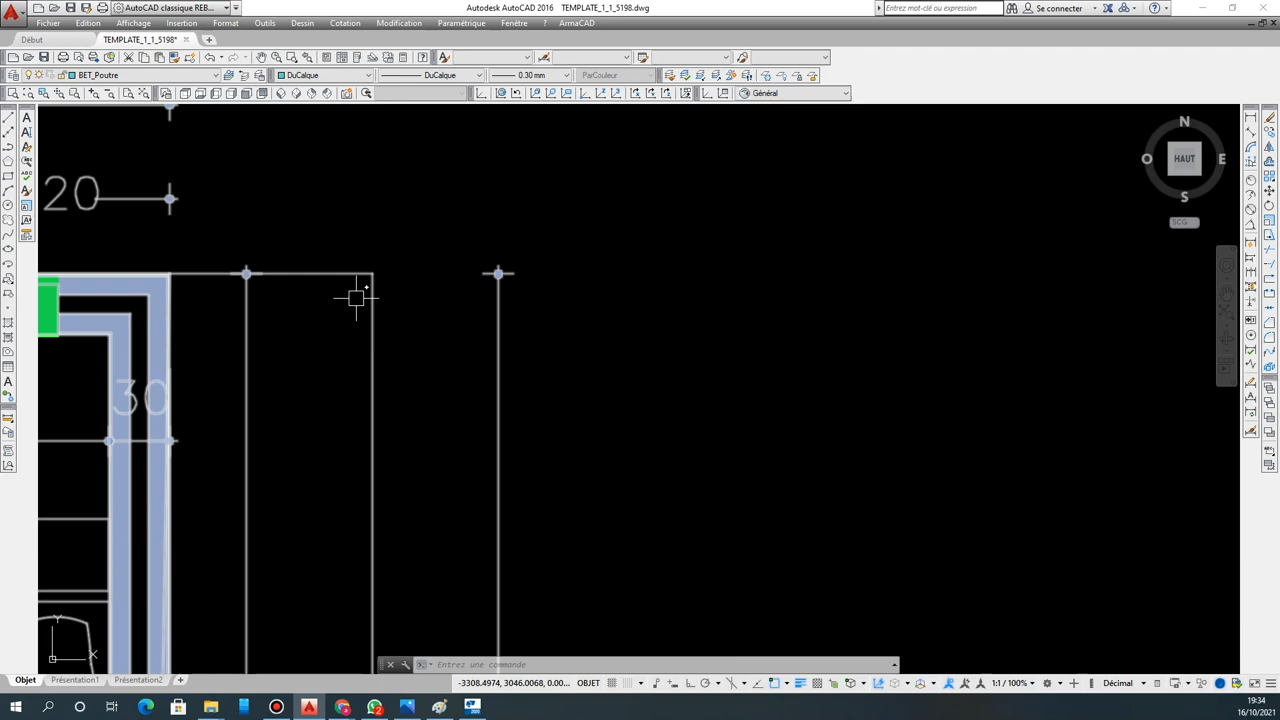 AutoCAD classique REB...
Autodesk AutoCAD 2016
TEMPLATE_1_1_5198.dwg
Entrez mot-clé ou expression
Se connecter
Fichier
Edition
Affichage
Insertion
Format
Outils
Dessin
Cotation
Modification
Paramétrique
Fenêtre
?
ArmaCAD
Début
TEMPLATE_1_1_5198*
BET_Poutre
DuCalque
DuCalque
0.30 mm
ParCouleur
Général
N
O
HAUT
E
S
SCG
20
30
Y
X
Entrez une commande
Objet
Présentation1
Présentation2
-3308.4974, 3046.0068, 0.00...
OBJET
1:1 / 100%
Décimal
19:34
16/10/2021